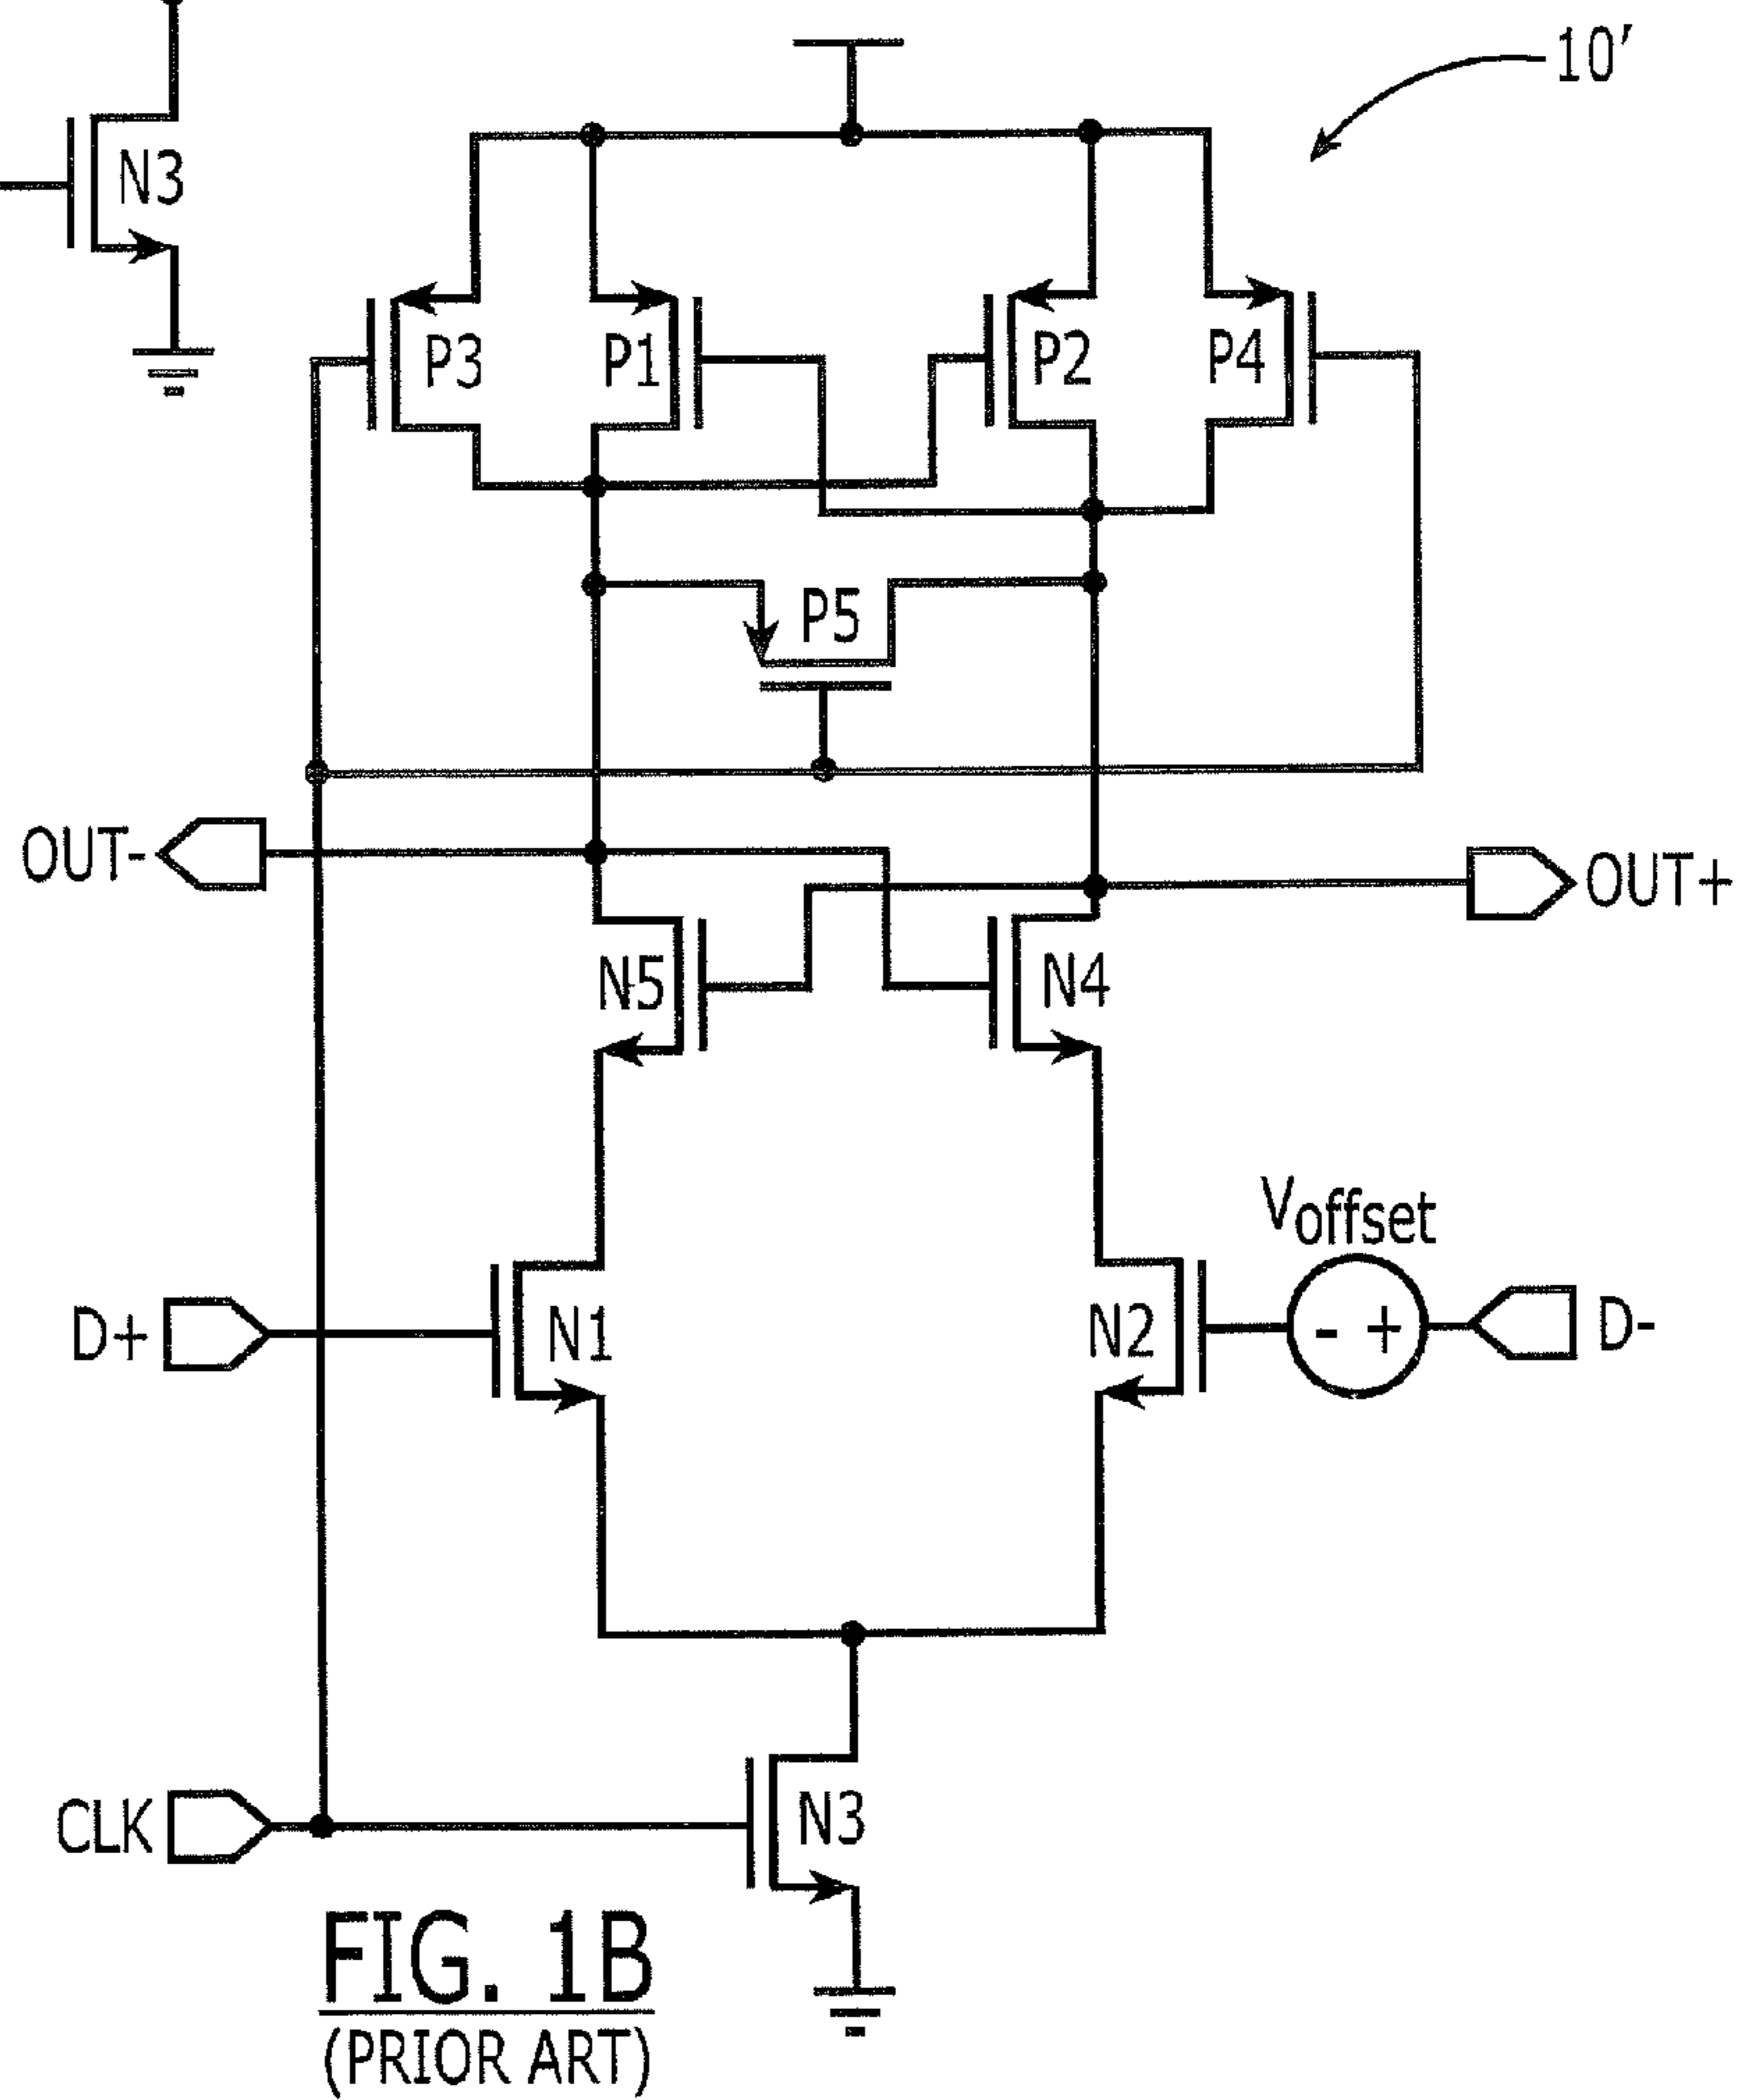 10'
N3
P3
P1
P2
P4
P5
OUT-
OUT+
N5
N4
Voffset
D+
N1
N2
- +
D-
CLK
N3
FIG. 1B
(PRIOR ART)